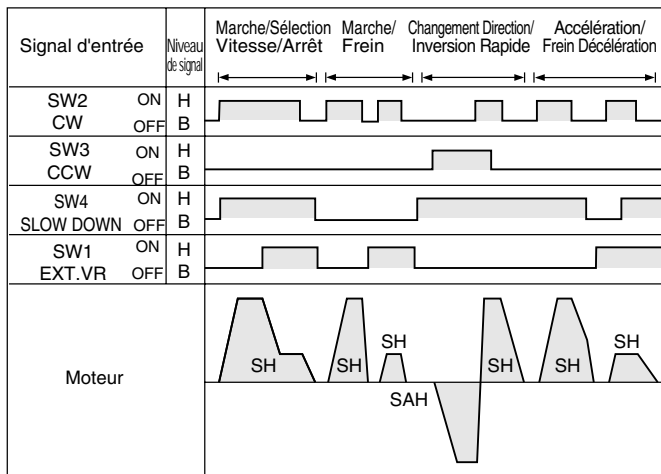 Signal d'entrée
Niveau
de signal
Marche/Sélection
Vitesse/Arrêt
Marche/
Frein
Changement Direction/
Inversion Rapide
Accélération/
Frein Décélération
SW2 ON H
CW OFF B
SW3 ON H
CCW OFF B
SW4 ON H
SLOW DOWN OFF B
SW1 ON H
EXT.VR OFF B
Moteur
SH
SH
SH
SAH
SH
SH
SH